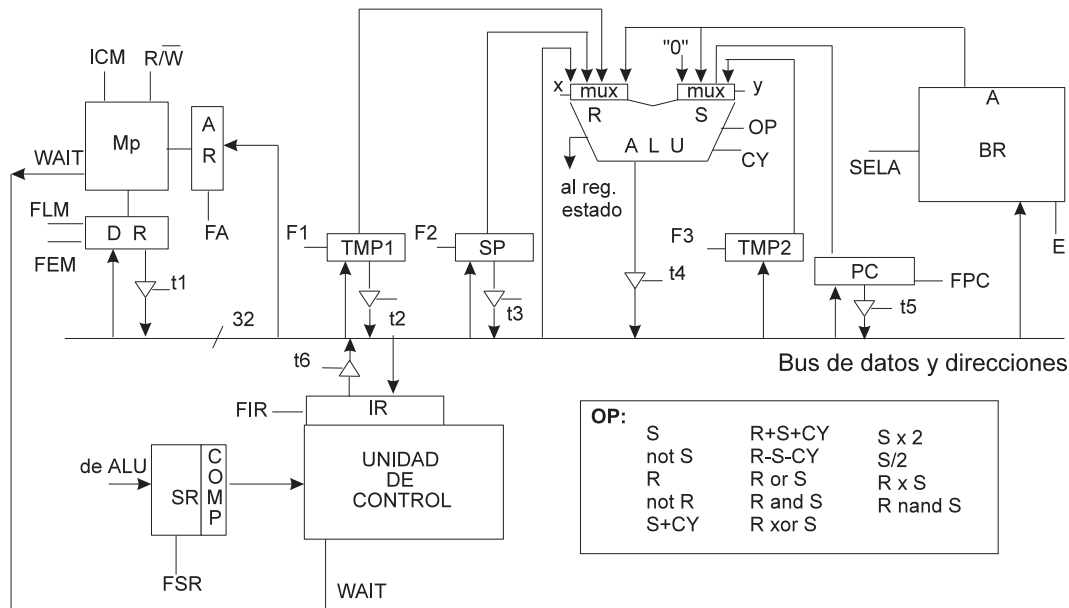 ICM
R/W
"0"
x
mux
mux
y
A
R
S
A
R
Mp
OP
A L U
BR
WAIT
CY
SELA
al reg.
estado
FLM
D R
FA
F1
TMP1
F2
SP
F3
TMP2
FEM
E
t1
t4
PC
FPC
t2
t3
t5
32
t6
Bus de datos y direcciones
FIR
IR
OP:
S
R+S+CY
S x 2
not S
R-S-CY
S/2
R
R or S
R x S
not R
R and S
R nand S
S+CY
R xor S
UNIDAD
DE
CONTROL
de ALU
SR
C
O
M
P
FSR
WAIT